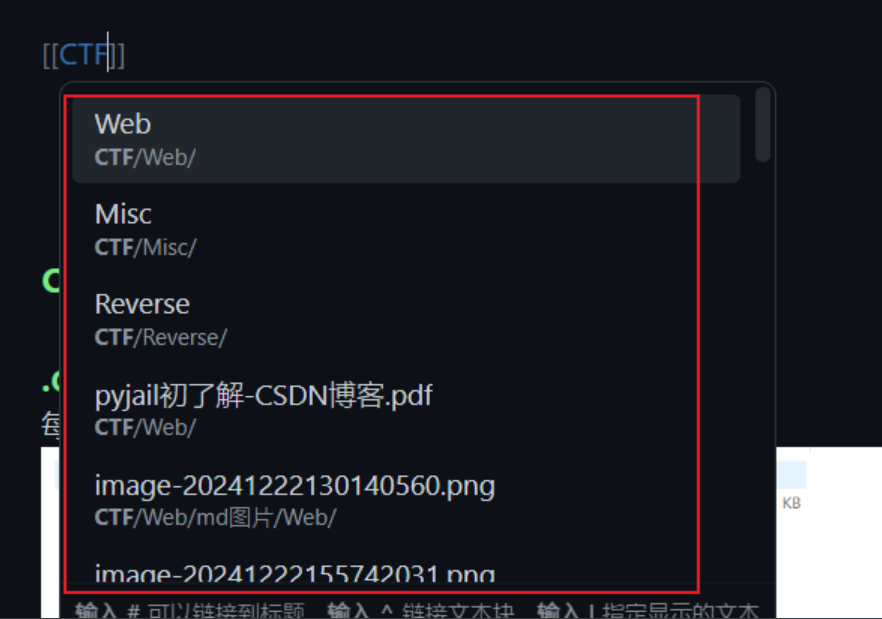 [[CTF]]
Web
CTF/Web/
Misc
CTF/Misc/
Reverse
CTF/Reverse/
pyjail初了解-CSDN博客.pdf
CTF/Web/
image-20241222130140560.png
CTF/Web/md图片/Web/
KB
image-20241222155742031.png
输入 # 可以链接到标题 输入 ^ 链接文本块 输入 | 指定显示的文本